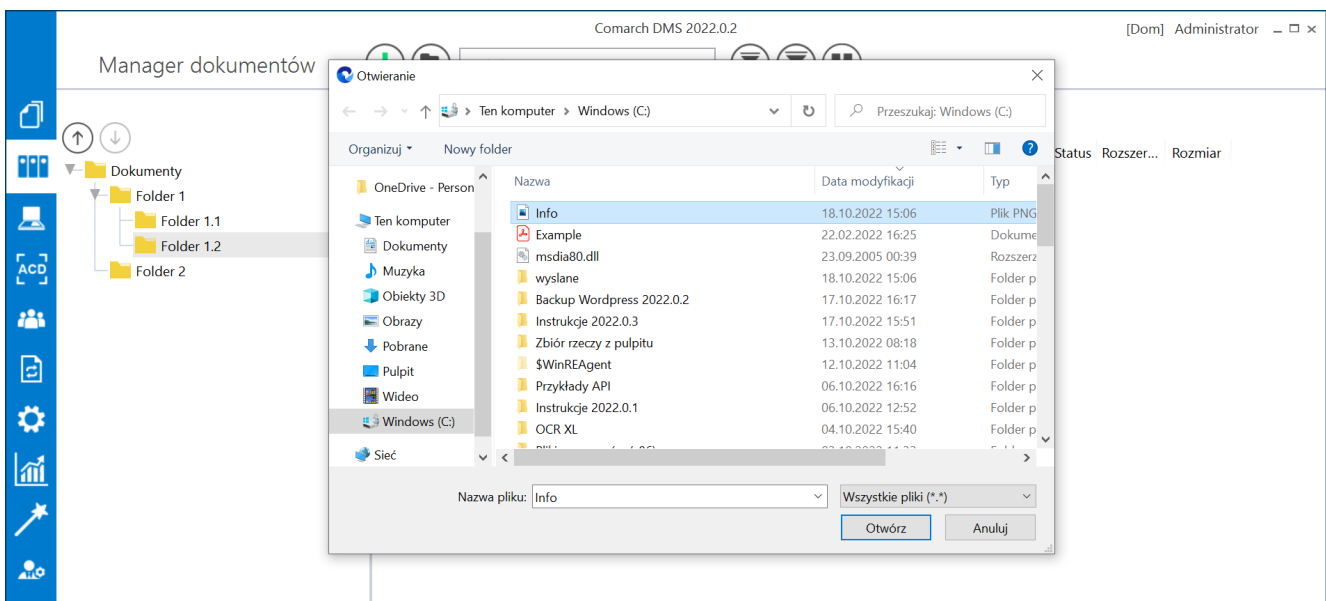 Comarch DMS 2022.0.2
[Dom] Administrator
Manager dokumentów
Otwieranie
Ten komputer > Windows (C:)
Przeszukaj: Windows (C:)
Organizuj
Nowy folder
Status Rozszer... Rozmiar
ACD
Dokumenty
Folder 1
Folder 1.1
Folder 1.2
Folder 2
OneDrive - Person
Ten komputer
Dokumenty
Muzyka
Obiekty 3D
Obrazy
Pobrane
Pulpit
Wideo
Windows (C:)
Sieć
Nazwa Data modyfikacji Typ
Info 18.10.2022 15:06 Plik PNG
Example 22.02.2022 16:25 Dokume
msdia80.dll 23.09.2005 00:39 Rozszerz
wyslane 18.10.2022 15:06 Folder p
Backup Wordpress 2022.0.2 17.10.2022 16:17 Folder p
Instrukcje 2022.0.3 17.10.2022 15:51 Folder p
Zbiór rzeczy z pulpitu 13.10.2022 08:18 Folder p
$WinREAgent 12.10.2022 11:04 Folder p
Przykłady API 06.10.2022 16:16 Folder p
Instrukcje 2022.0.1 06.10.2022 12:52 Folder p
OCR XL 04.10.2022 15:40 Folder p
Nazwa pliku: Info
Wszystkie pliki (*.*)
Otwórz Anuluj